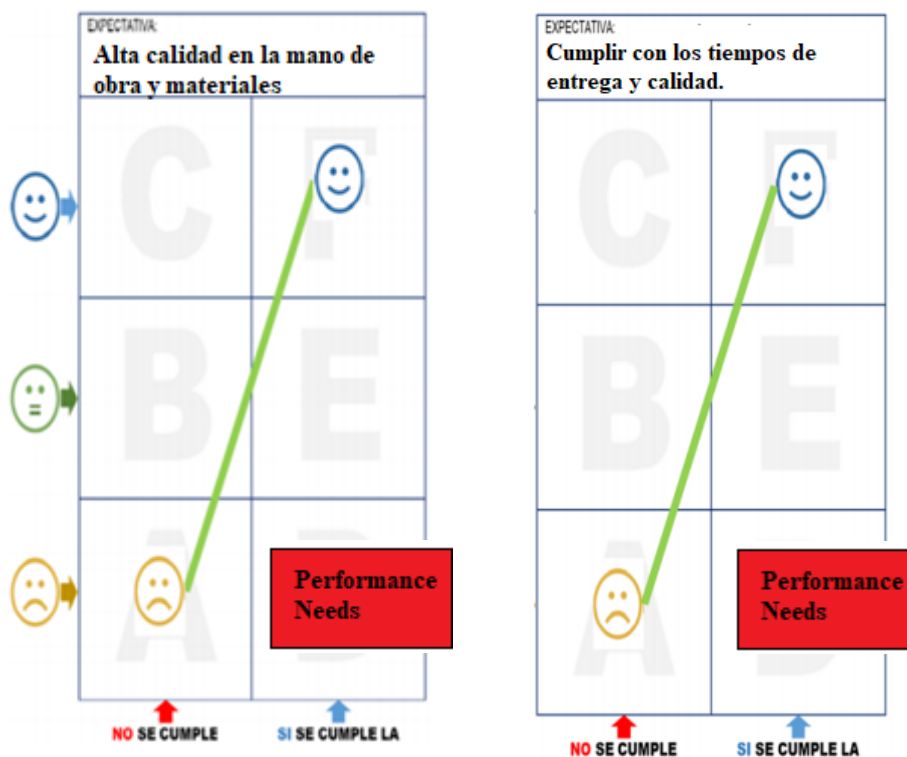 EXPECTATIVA:
Alta calidad en la mano de
obra y materiales
C
F
B
E
A
D
Performance
Needs
NO SE CUMPLE
SI SE CUMPLE LA
EXPECTATIVA:
Cumplir con los tiempos de
entrega y calidad.
C
F
B
E
A
D
Performance
Needs
NO SE CUMPLE
SI SE CUMPLE LA